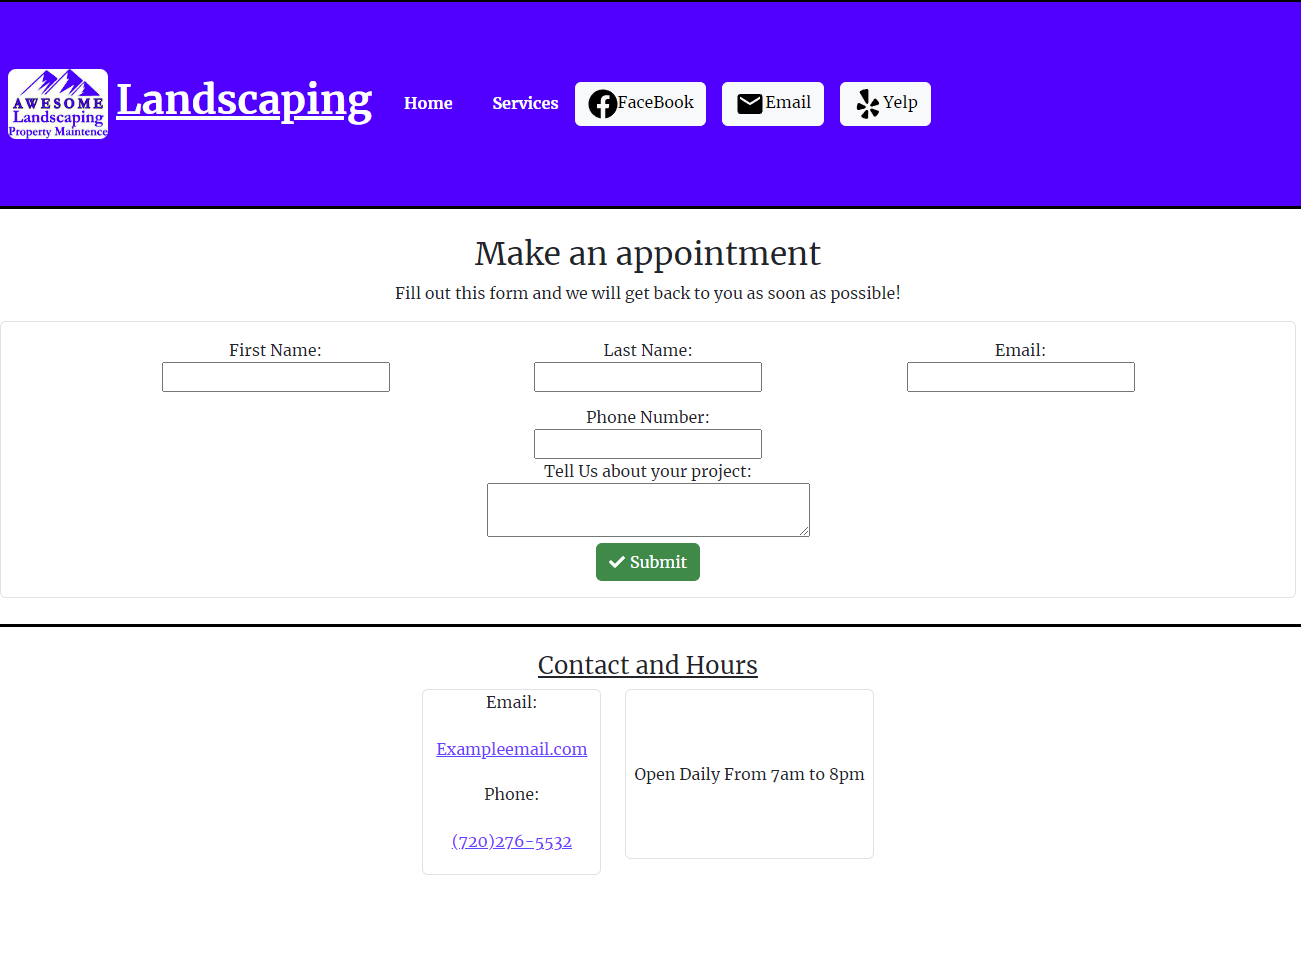 AWESOME
Landscaping
Property Maintence
Landscaping
Home
Services
FaceBook
Email
Yelp
Make an appointment
Fill out this form and we will get back to you as soon as possible!
First Name:
Last Name:
Email:
Phone Number:
Tell Us about your project:
Submit
Contact and Hours
Email:
Exampleemail.com
Phone:
(720)276-5532
Open Daily From 7am to 8pm